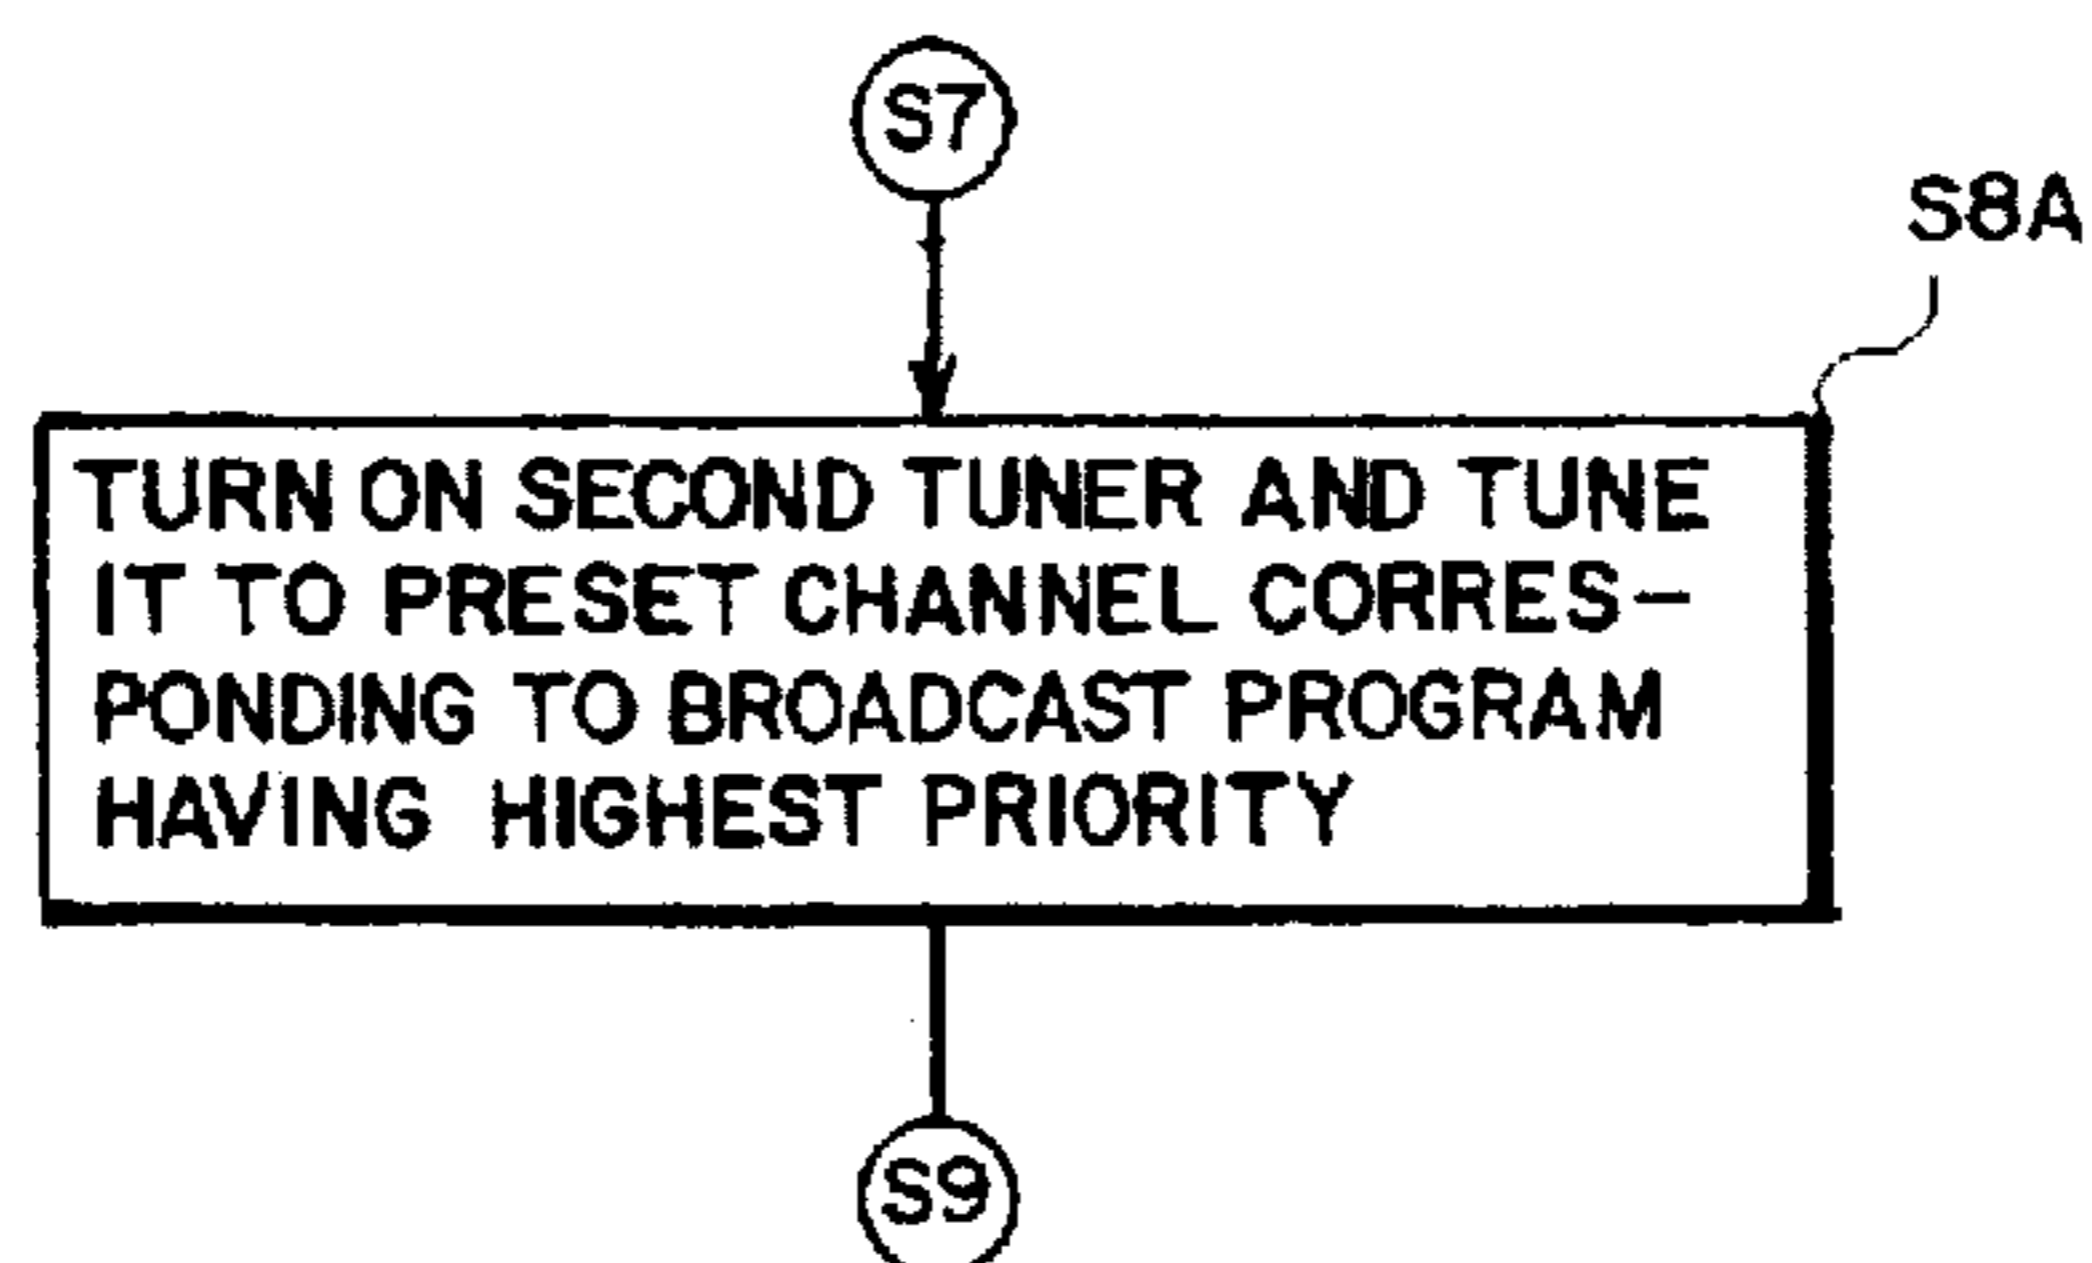 S7
S8A
TURN ON SECOND TUNER AND TUNE
IT TO PRESET CHANNEL CORRES-
PONDING TO BROADCAST PROGRAM
HAVING HIGHEST PRIORITY
S9